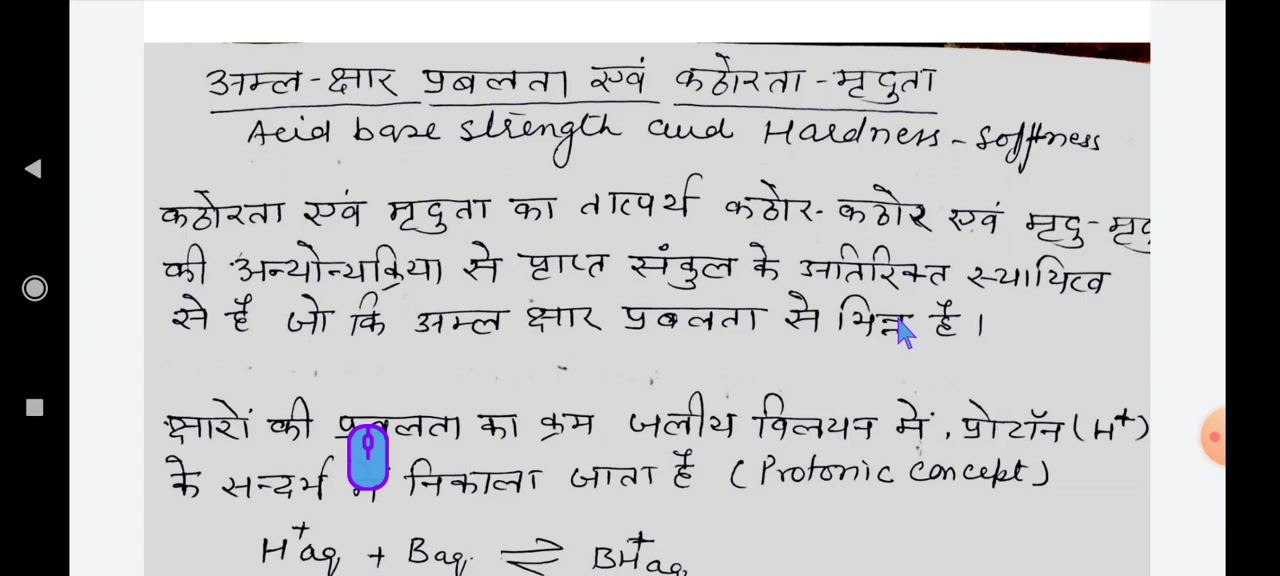 अम्ल-क्षार प्रबलता एवं कठोरता-मृदुता
Acid base strength and Hardness-Sofftness
कठोरता एवं मृदुता का तात्पर्य कठोर-कठोर एवं मृदु-मृदु
की अन्योन्यक्रिया से प्राप्त संकुल के अतिरिक्त स्थायित्व
से है जो कि अम्ल क्षार प्रबलता से भिन्न है।
क्षारों की प्रबलता का क्रम जलीय विलयन में, प्रोटॉन (H⁺)
के सन्दर्भ में निकाला जाता है (Protonic concept)
H⁺aq + Baq. ⇌ BH⁺aq.